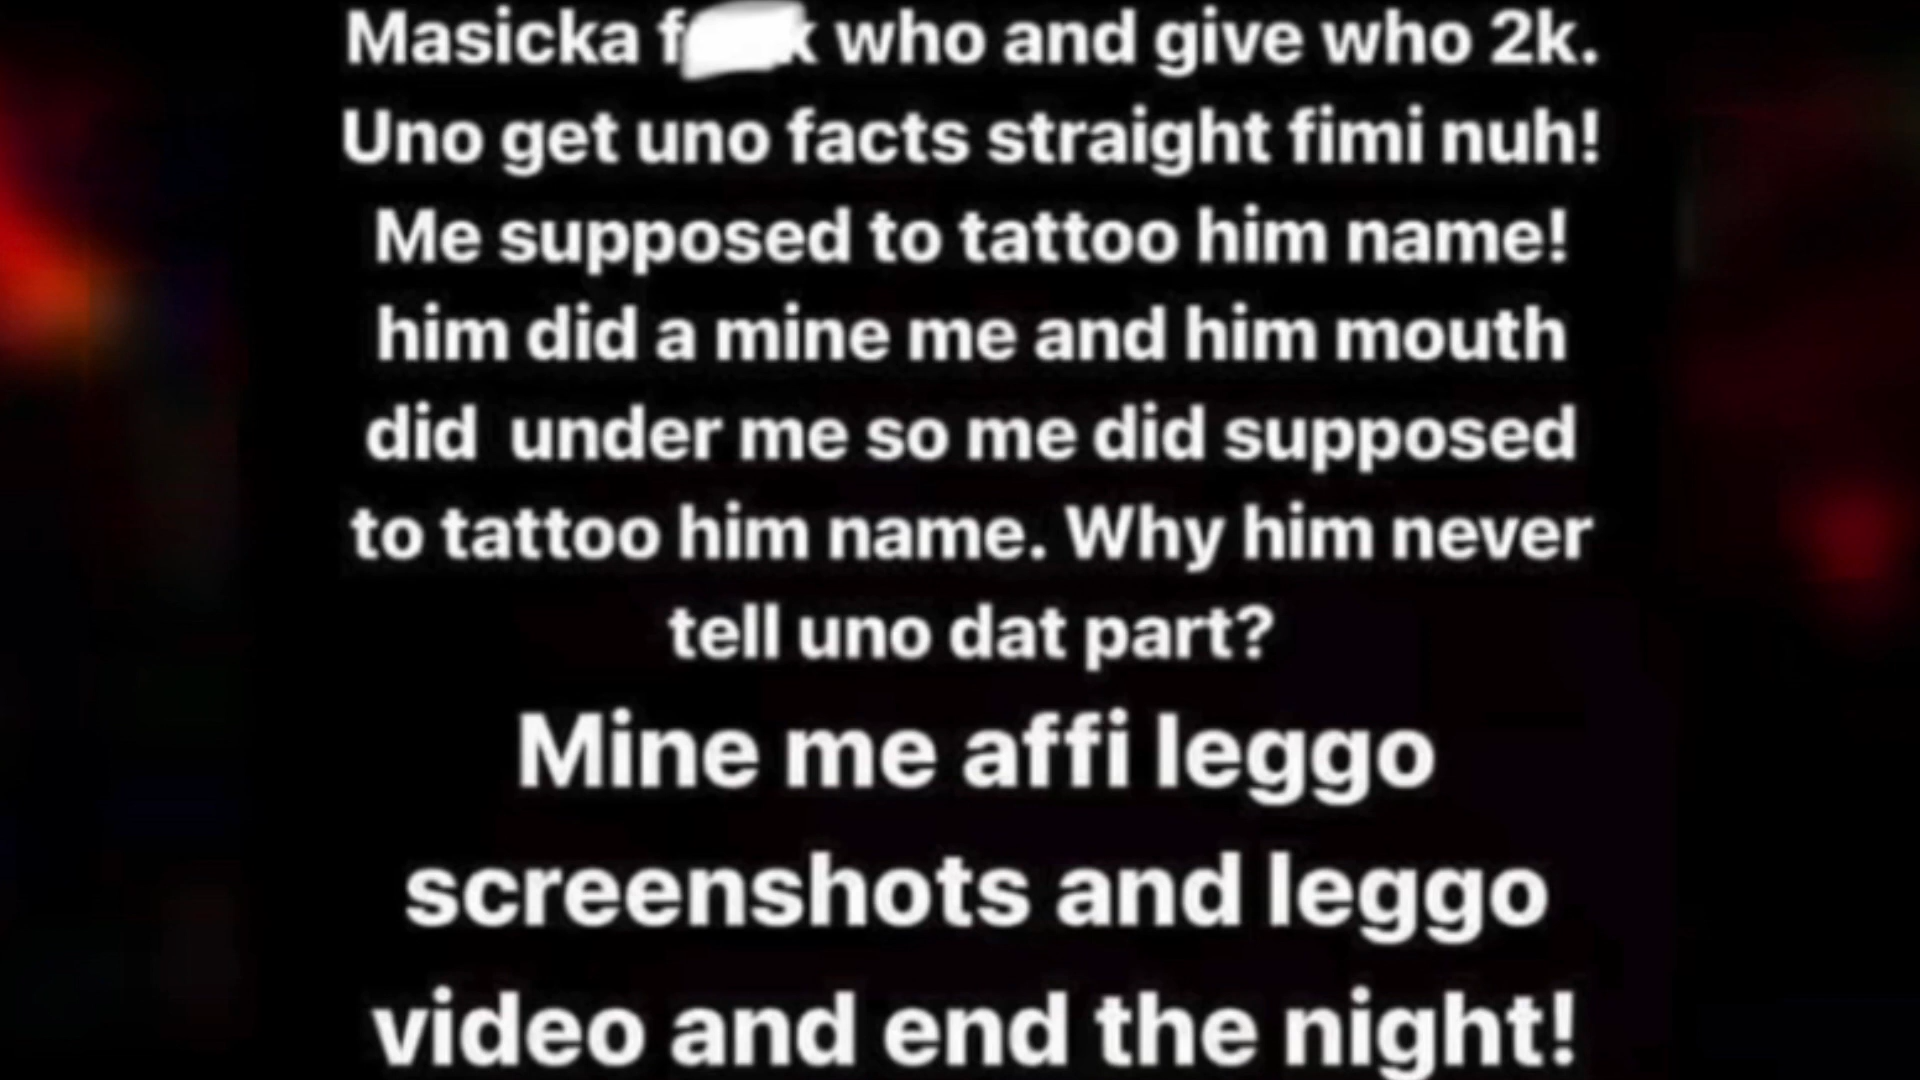 Masicka f k who and give who 2k.
Uno get uno facts straight fimi nuh!
Me supposed to tattoo him name!
him did a mine me and him mouth
did  under me so me did supposed
to tattoo him name. Why him never
tell uno dat part?
Mine me affi leggo
screenshots and leggo
video and end the night!